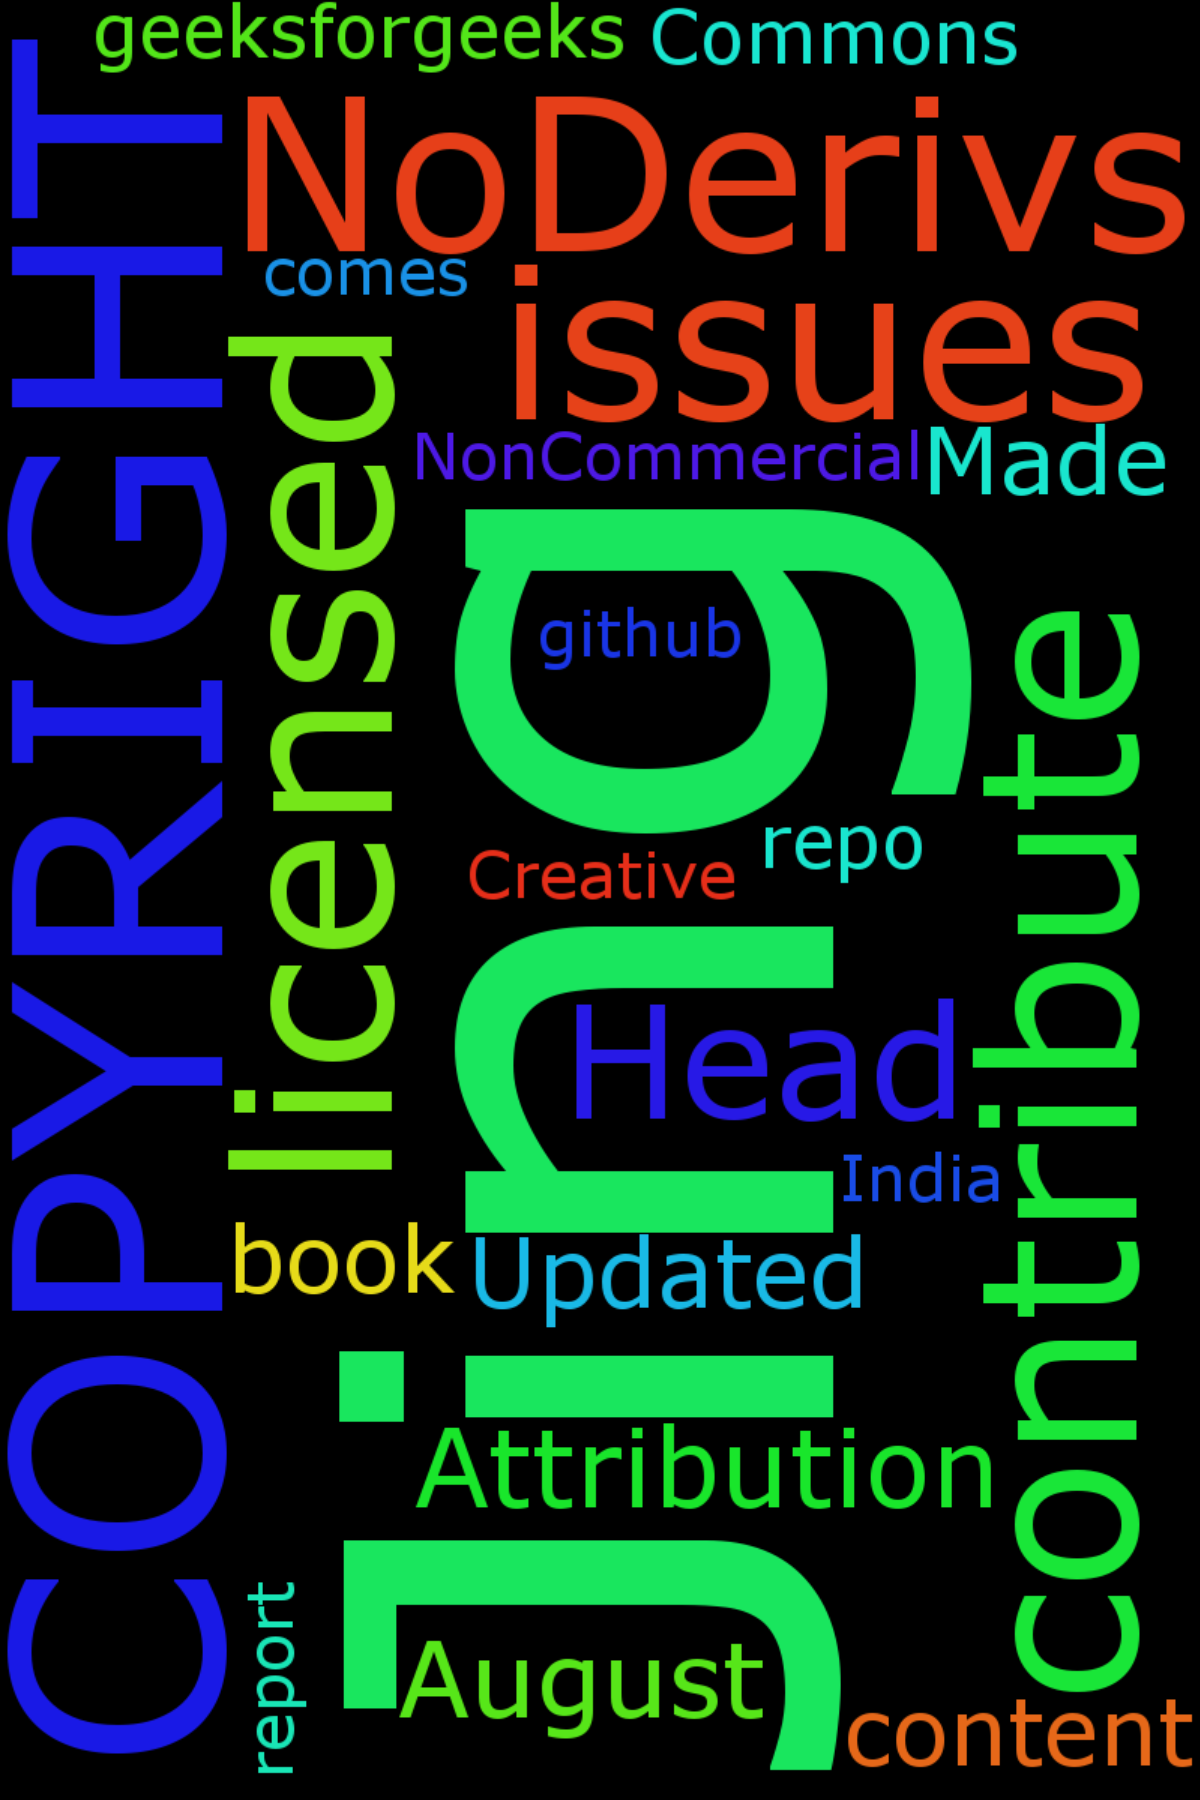 geeksforgeeks
Commons
COPYRIGHT
NoDerivs
comes
issues
licensed
NonCommercial
Made
Jing
github
contribute
repo
Creative
Head
India
book
Updated
Attribution
report
August
content